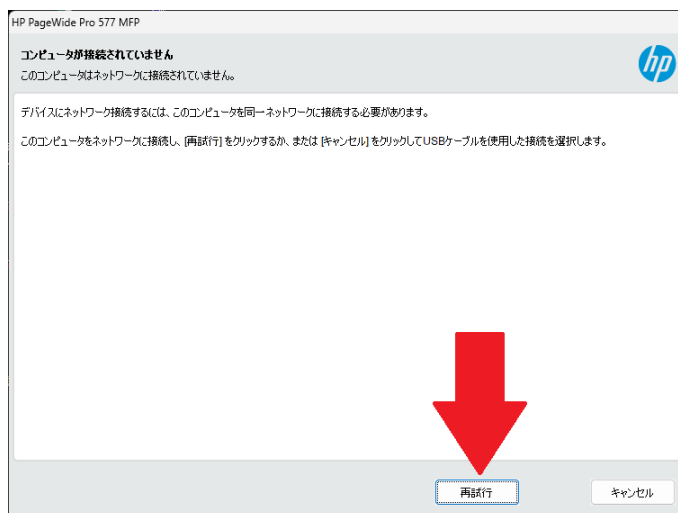 HP PageWide Pro 577 MFP
コンピュータが接続されていません
このコンピュータはネットワークに接続されていません。
hp
デバイスにネットワーク接続するには、このコンピュータを同一ネットワークに接続する必要があります。
このコンピュータをネットワークに接続し、[再試行] をクリックするか、または [キャンセル] をクリックしてUSBケーブルを使用した接続を選択します。
再試行
キャンセル